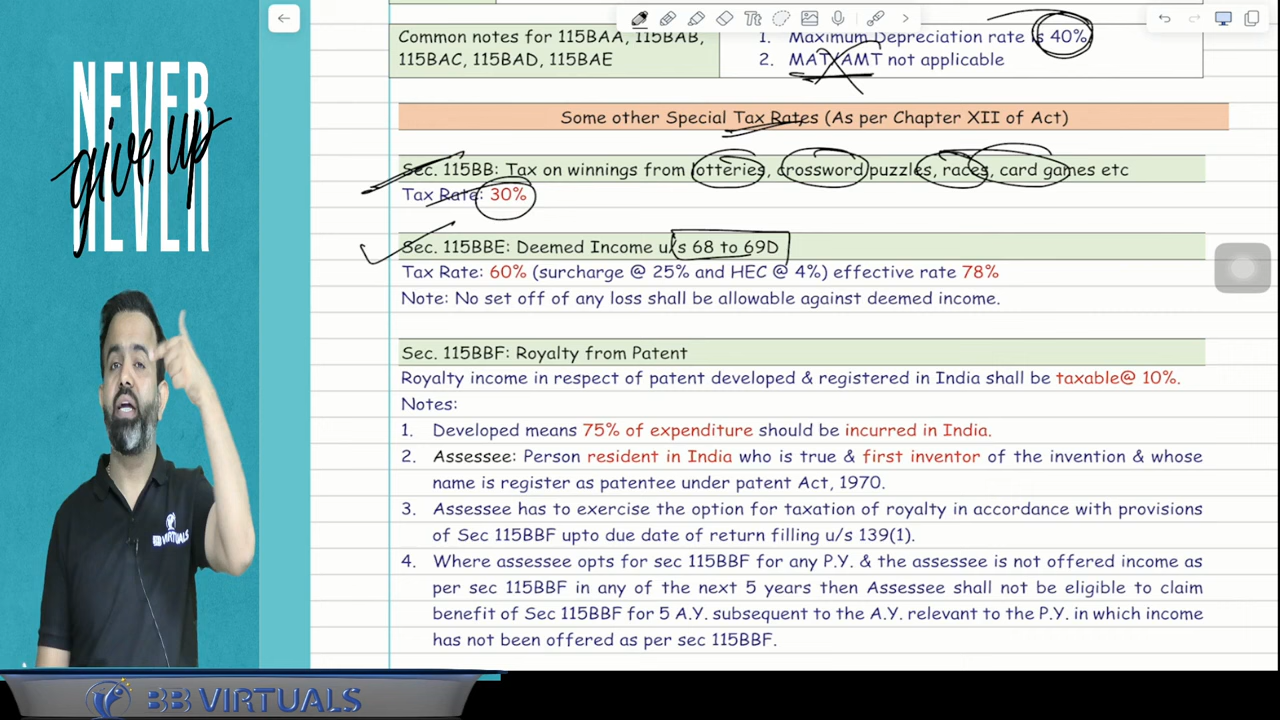 NEVER
give up
NEVER
Common notes for 115BAA, 115BAB,
115BAC, 115BAD, 115BAE
1. Maximum Depreciation rate is 40%
2. MAT/AMT not applicable
Some other Special Tax Rates (As per Chapter XII of Act)
Sec. 115BB: Tax on winnings from lotteries, crossword puzzles, races, card games etc
Tax Rate: 30%
Sec. 115BBE: Deemed Income u/s 68 to 69D
Tax Rate: 60% (surcharge @ 25% and HEC @ 4%) effective rate 78%
Note: No set off of any loss shall be allowable against deemed income.
Sec. 115BBF: Royalty from Patent
Royalty income in respect of patent developed & registered in India shall be taxable@ 10%.
Notes:
1. Developed means 75% of expenditure should be incurred in India.
2. Assessee: Person resident in India who is true & first inventor of the invention & whose
name is register as patentee under patent Act, 1970.
3. Assessee has to exercise the option for taxation of royalty in accordance with provisions
of Sec 115BBF upto due date of return filling u/s 139(1).
4. Where assessee opts for sec 115BBF for any P.Y. & the assessee is not offered income as
per sec 115BBF in any of the next 5 years then Assessee shall not be eligible to claim
benefit of Sec 115BBF for 5 A.Y. subsequent to the A.Y. relevant to the P.Y. in which income
has not been offered as per sec 115BBF.
BB VIRTUALS
BB VIRTUALS